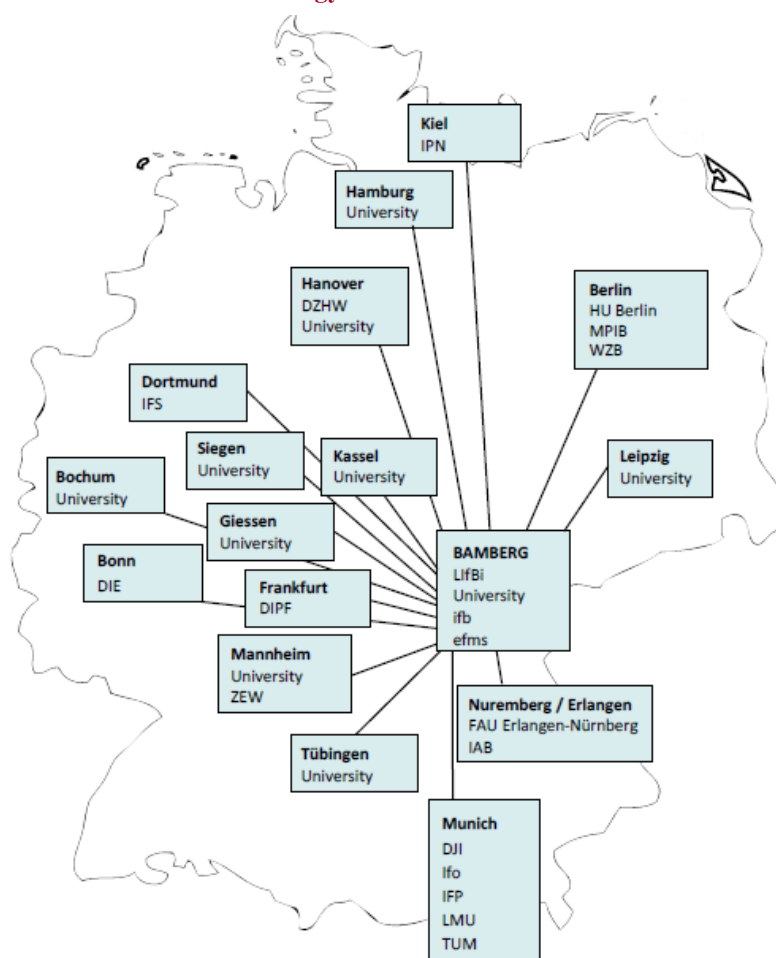 gy
Kiel
IPN
Hamburg
University
Hanover
DZHW
University
Berlin
HU Berlin
MPIB
WZB
Dortmund
IFS
Siegen
University
Kassel
University
Leipzig
University
Bochum
University
Giessen
University
BAMBERG
LIfBi
University
ifb
efms
Bonn
DIE
Frankfurt
DIPF
Mannheim
University
ZEW
Nuremberg / Erlangen
FAU Erlangen-Nürnberg
IAB
Tübingen
University
Munich
DJI
Ifo
IFP
LMU
TUM